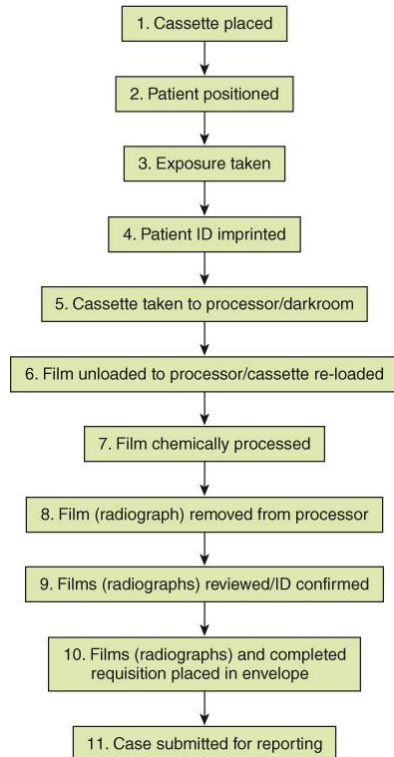 1. Cassette placed
2. Patient positioned
3. Exposure taken
4. Patient ID imprinted
5. Cassette taken to processor/darkroom
6. Film unloaded to processor/cassette re-loaded
7. Film chemically processed
8. Film (radiograph) removed from processor
9. Films (radiographs) reviewed/ID confirmed
10. Films (radiographs) and completed
requisition placed in envelope
11. Case submitted for reporting